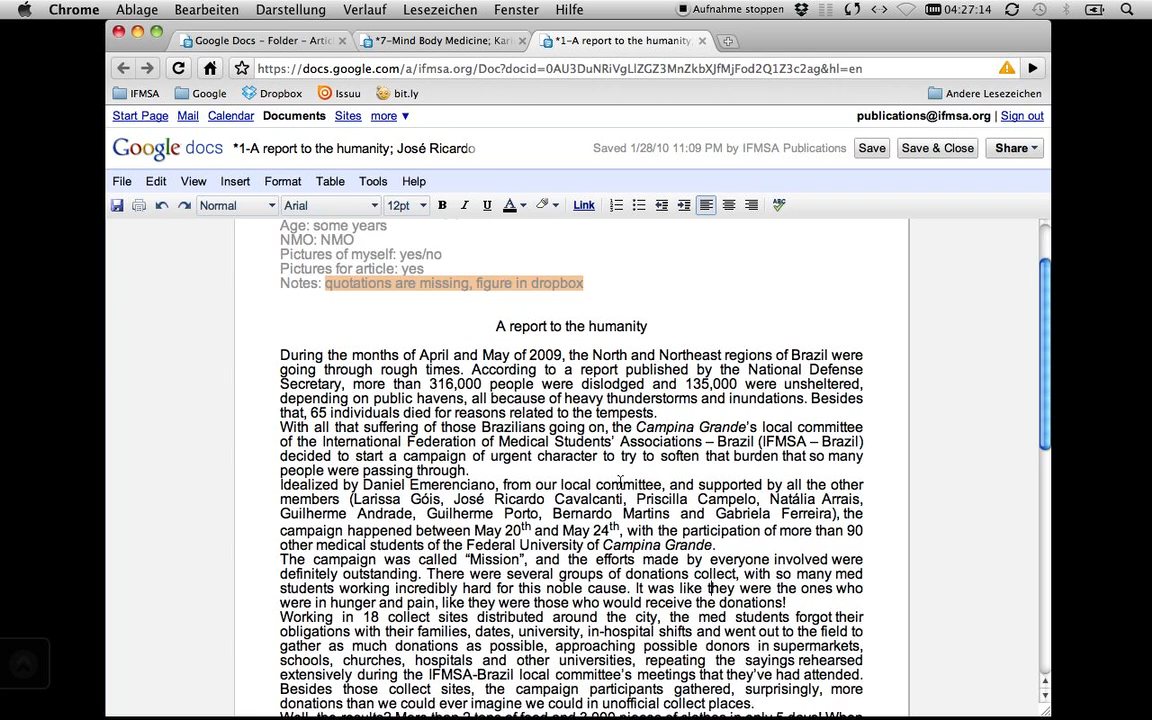 Chrome Ablage Bearbeiten Darstellung Verlauf Lesezeichen Fenster Hilfe Aufnahme stoppen 04:27:14
Google Docs – Folder – Artic *7-Mind Body Medicine; Kari *1-A report to the humanity
https://docs.google.com/a/ifmsa.org/Doc?docid=0AU3DuNRiVgLlZGZ3MnZkbXJfMjFod2Q1Z3c2ag&hl=en
IFMSA Google Dropbox Issuu bit.ly Andere Lesezeichen
Start Page Mail Calendar Documents Sites more ▼ publications@ifmsa.org | Sign out
Google docs *1-A report to the humanity; José Ricardo Saved 1/28/10 11:09 PM by IFMSA Publications Save Save & Close Share
File Edit View Insert Format Table Tools Help
Normal Arial 12pt B I U A Link ABC
Age: some years
NMO: NMO
Pictures of myself: yes/no
Pictures for article: yes
Notes: quotations are missing, figure in dropbox
A report to the humanity
During the months of April and May of 2009, the North and Northeast regions of Brazil were
going through rough times. According to a report published by the National Defense
Secretary, more than 316,000 people were dislodged and 135,000 were unsheltered,
depending on public havens, all because of heavy thunderstorms and inundations. Besides
that, 65 individuals died for reasons related to the tempests.
With all that suffering of those Brazilians going on, the Campina Grande's local committee
of the International Federation of Medical Students' Associations – Brazil (IFMSA – Brazil)
decided to start a campaign of urgent character to try to soften that burden that so many
people were passing through.
Idealized by Daniel Emerenciano, from our local committee, and supported by all the other
members (Larissa Góis, José Ricardo Cavalcanti, Priscilla Campelo, Natália Arrais,
Guilherme Andrade, Guilherme Porto, Bernardo Martins and Gabriela Ferreira), the
campaign happened between May 20th and May 24th, with the participation of more than 90
other medical students of the Federal University of Campina Grande.
The campaign was called “Mission”, and the efforts made by everyone involved were
definitely outstanding. There were several groups of donations collect, with so many med
students working incredibly hard for this noble cause. It was like they were the ones who
were in hunger and pain, like they were those who would receive the donations!
Working in 18 collect sites distributed around the city, the med students forgot their
obligations with their families, dates, university, in-hospital shifts and went out to the field to
gather as much donations as possible, approaching possible donors in supermarkets,
schools, churches, hospitals and other universities, repeating the sayings rehearsed
extensively during the IFMSA-Brazil local committee's meetings that they've had attended.
Besides those collect sites, the campaign participants gathered, surprisingly, more
donations than we could ever imagine we could in unofficial collect places.
Well, the results? More than 2 tons of food and 3,000 pieces of clothes in only 5 days! When